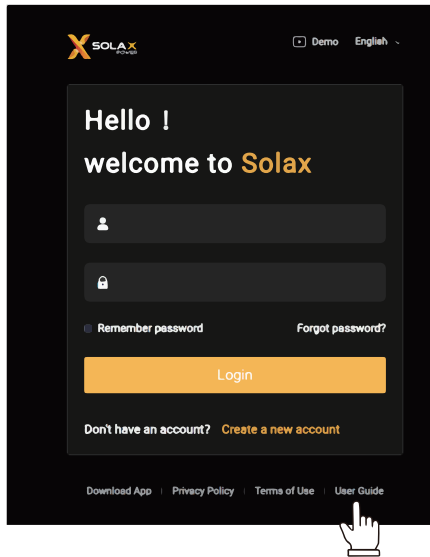 SOLAX
POWER
Demo English
Hello !
welcome to Solax
Remember password Forgot password?
Login
Don't have an account? Create a new account
Download App Privacy Policy Terms of Use User Guide